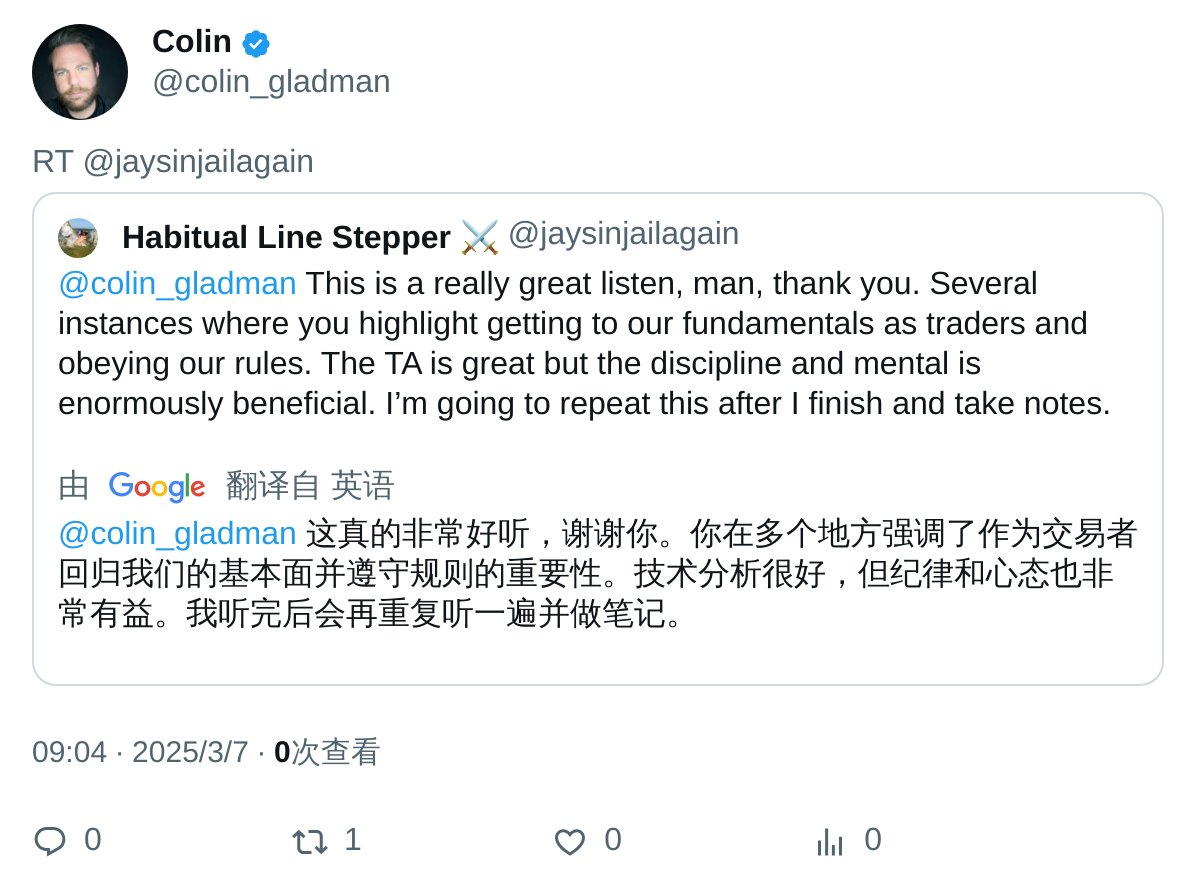 Colin
@colin_gladman
RT @jaysinjailagain
Habitual Line Stepper ⚔️ @jaysinjailagain
@colin_gladman This is a really great listen, man, thank you. Several
instances where you highlight getting to our fundamentals as traders and
obeying our rules. The TA is great but the discipline and mental is
enormously beneficial. I’m going to repeat this after I finish and take notes.
由 Google 翻译自 英语
@colin_gladman 这真的非常好听，谢谢你。你在多个地方强调了作为交易者
回归我们的基本面并遵守规则的重要性。技术分析很好，但纪律和心态也非
常有益。我听完后会再重复听一遍并做笔记。
09:04 · 2025/3/7 · 0次查看
0 1 0 0